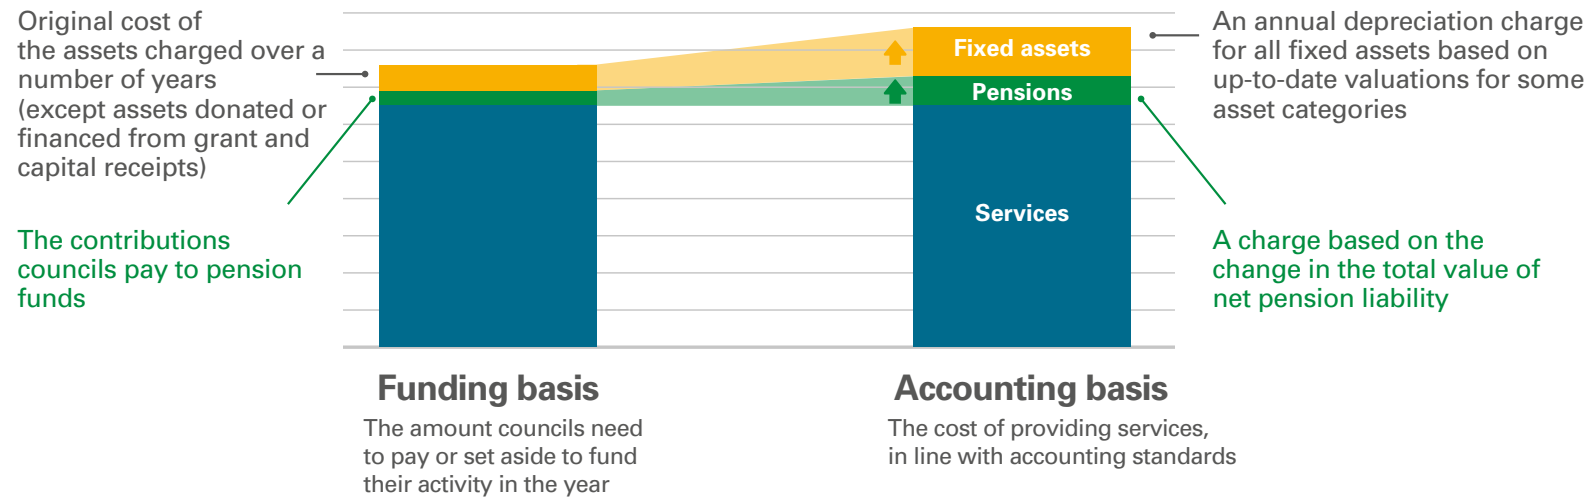 Original cost of
the assets charged over a
number of years
(except assets donated or
financed from grant and
capital receipts)
The contributions
councils pay to pension
funds
Fixed assets
Pensions
Services
An annual depreciation charge
for all fixed assets based on
up-to-date valuations for some
asset categories
A charge based on the
change in the total value of
net pension liability
Funding basis
The amount councils need
to pay or set aside to fund
their activity in the year
Accounting basis
The cost of providing services,
in line with accounting standards